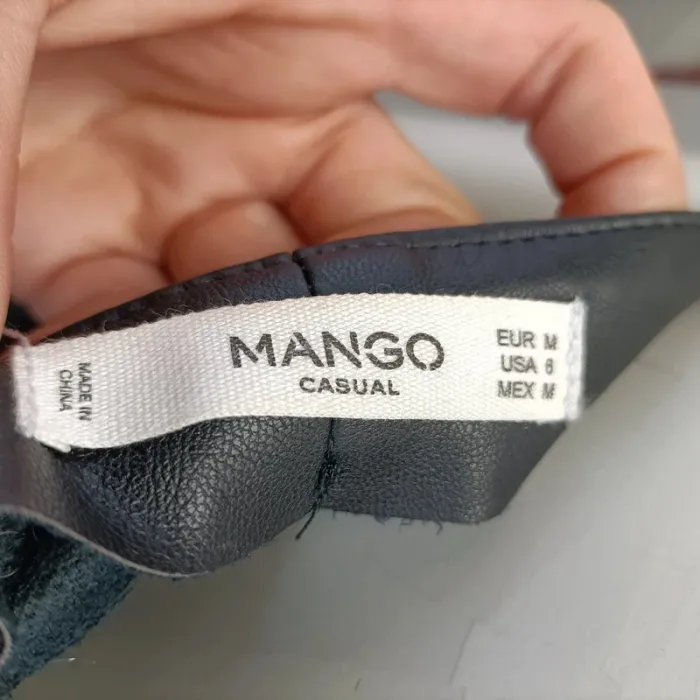 MADE IN
CHINA
MANGO
CASUAL
EUR M
USA 6
MEX M